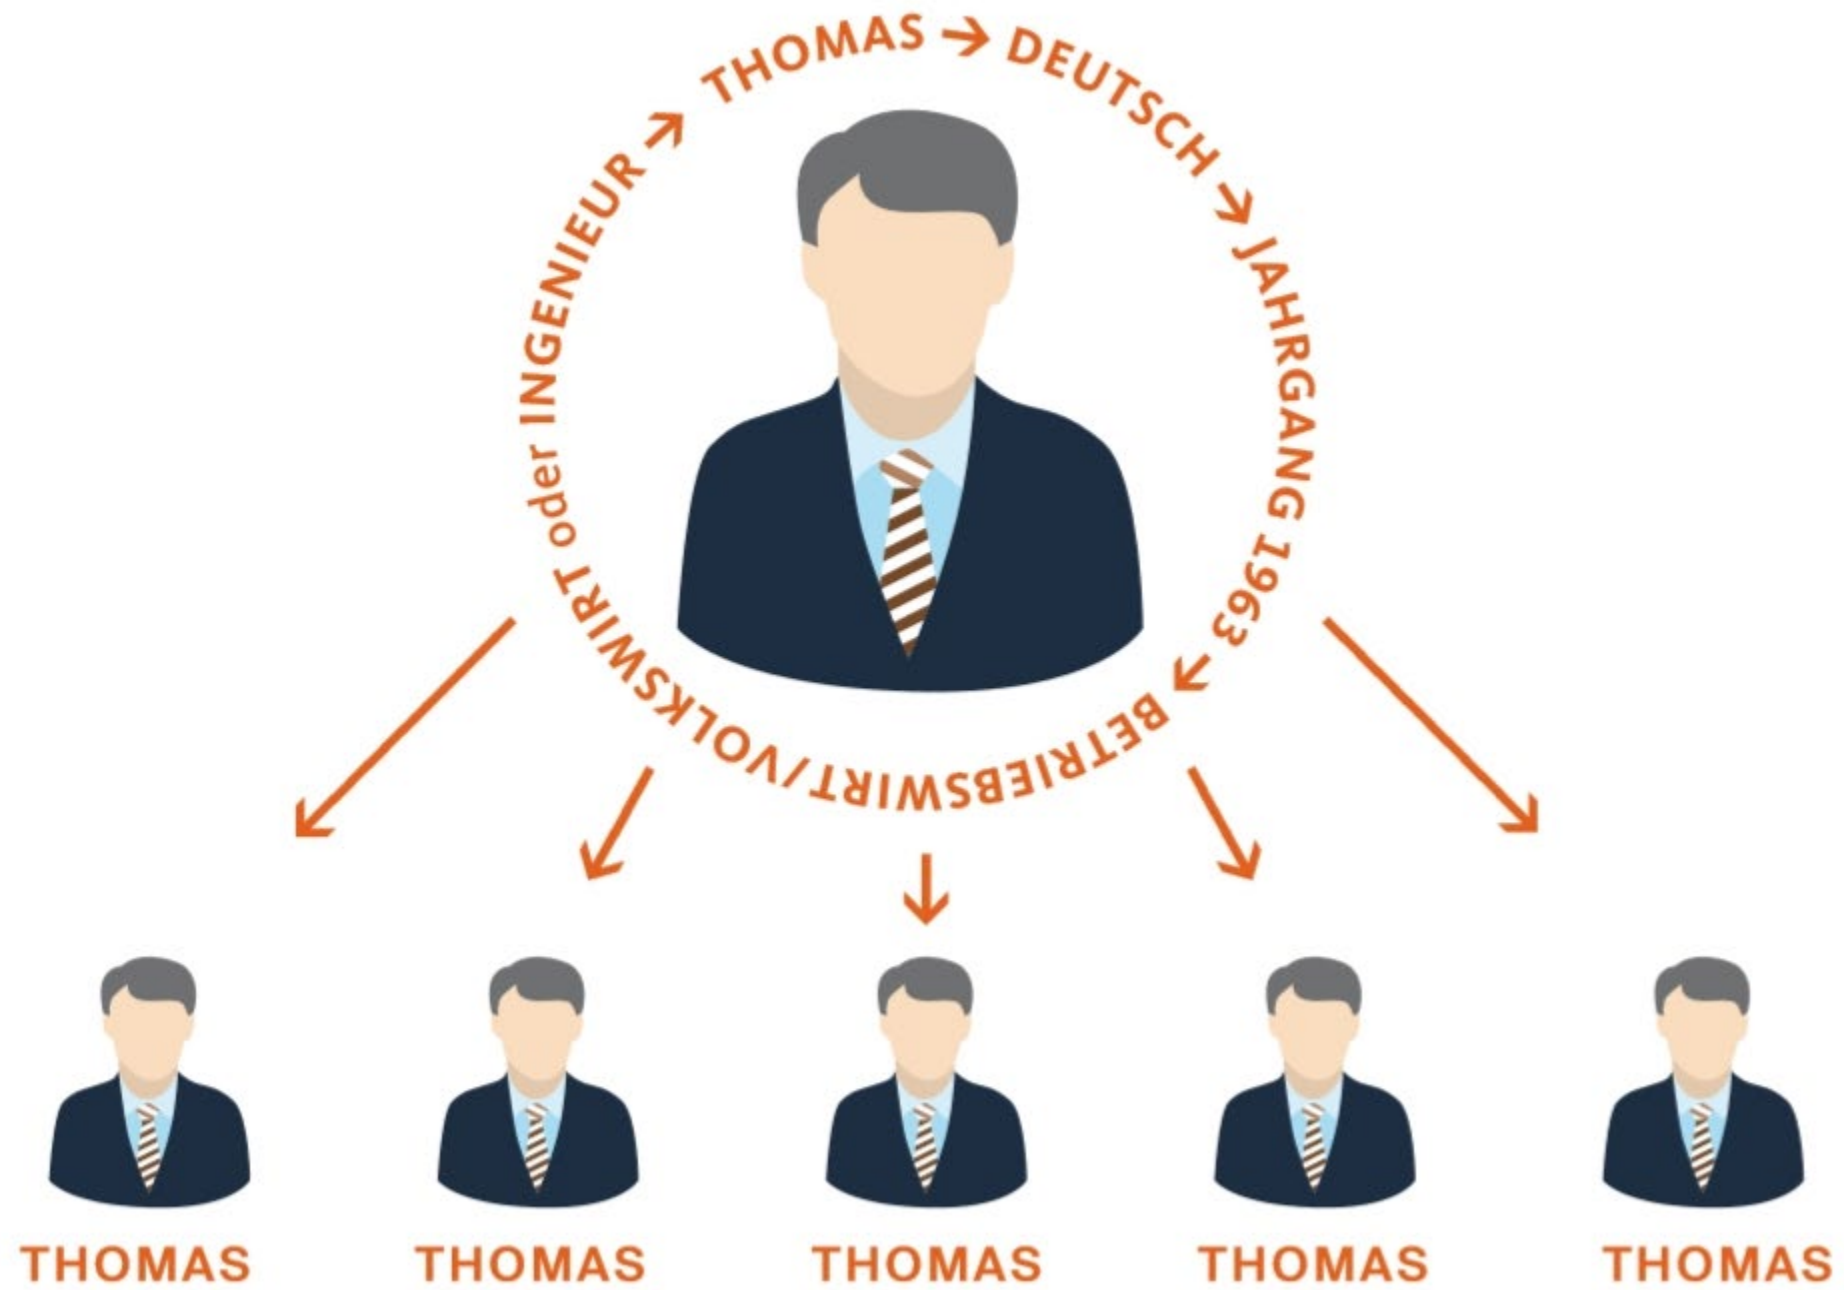 THOMAS → DEUTSCH → JAHRGANG 1963 → BETRIEBSWIRT/VOLKSWIRT oder INGENIEUR →
THOMAS
THOMAS
THOMAS
THOMAS
THOMAS